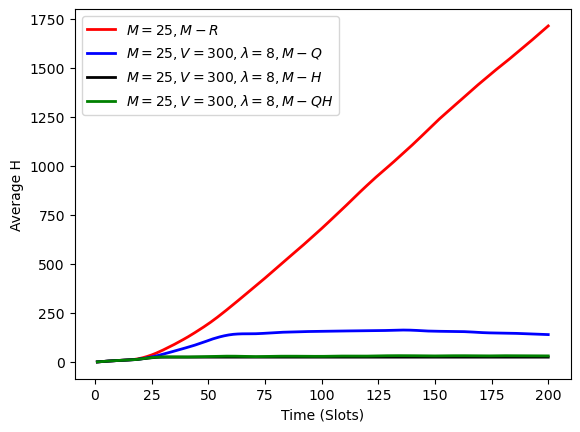 M = 25, M − R
M = 25, V = 300, λ = 8, M − Q
M = 25, V = 300, λ = 8, M − H
M = 25, V = 300, λ = 8, M − QH
Average H
1750
1500
1250
1000
750
500
250
0
0 25 50 75 100 125 150 175 200
Time (Slots)